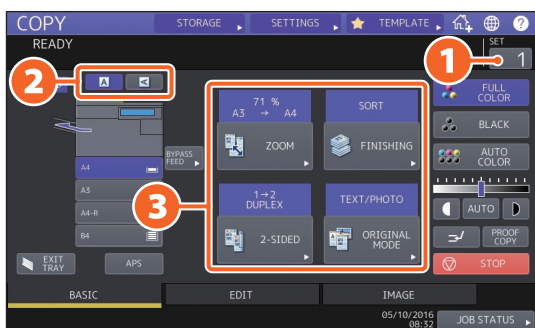 COPY
STORAGE
SETTINGS
TEMPLATE
?
READY
SET
1
1
2
A
A
71 %
A3 → A4
ZOOM
SORT
FINISHING
FULL
COLOR
BLACK
AUTO
COLOR
BYPASS
FEED
A4
A3
A4-R
B4
3
1→2
DUPLEX
2-SIDED
TEXT/PHOTO
ORIGINAL
MODE
AUTO
PROOF
COPY
EXIT
TRAY
APS
STOP
BASIC
EDIT
IMAGE
05/10/2016
08:32
JOB STATUS